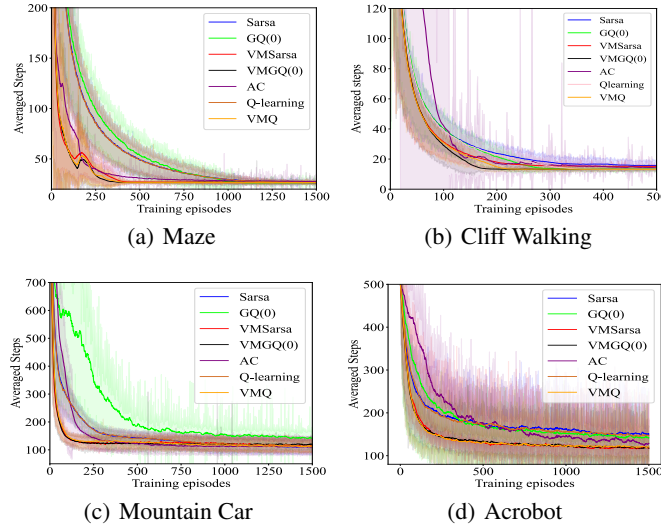 200
150
100
50
Averaged Steps
Sarsa
GQ(0)
VMSarsa
VMGQ(0)
AC
Q-learning
VMQ
0 250 500 750 1000 1250 1500
Training episodes
(a) Maze
120
100
80
60
40
20
0
Averaged steps
Sarsa
GQ(0)
VMSarsa
VMGQ(0)
AC
Qlearning
VMQ
0 100 200 300 400 500
Training episodes
(b) Cliff Walking
700
600
500
400
300
200
100
Averaged Steps
Sarsa
GQ(0)
VMSarsa
VMGQ(0)
AC
Q-learning
VMQ
0 250 500 750 1000 1250 1500
Training episodes
(c) Mountain Car
500
400
300
200
100
Averaged Steps
Sarsa
GQ(0)
VMSarsa
VMGQ(0)
AC
Q-learning
VMQ
0 500 1000 1500
Training episodes
(d) Acrobot